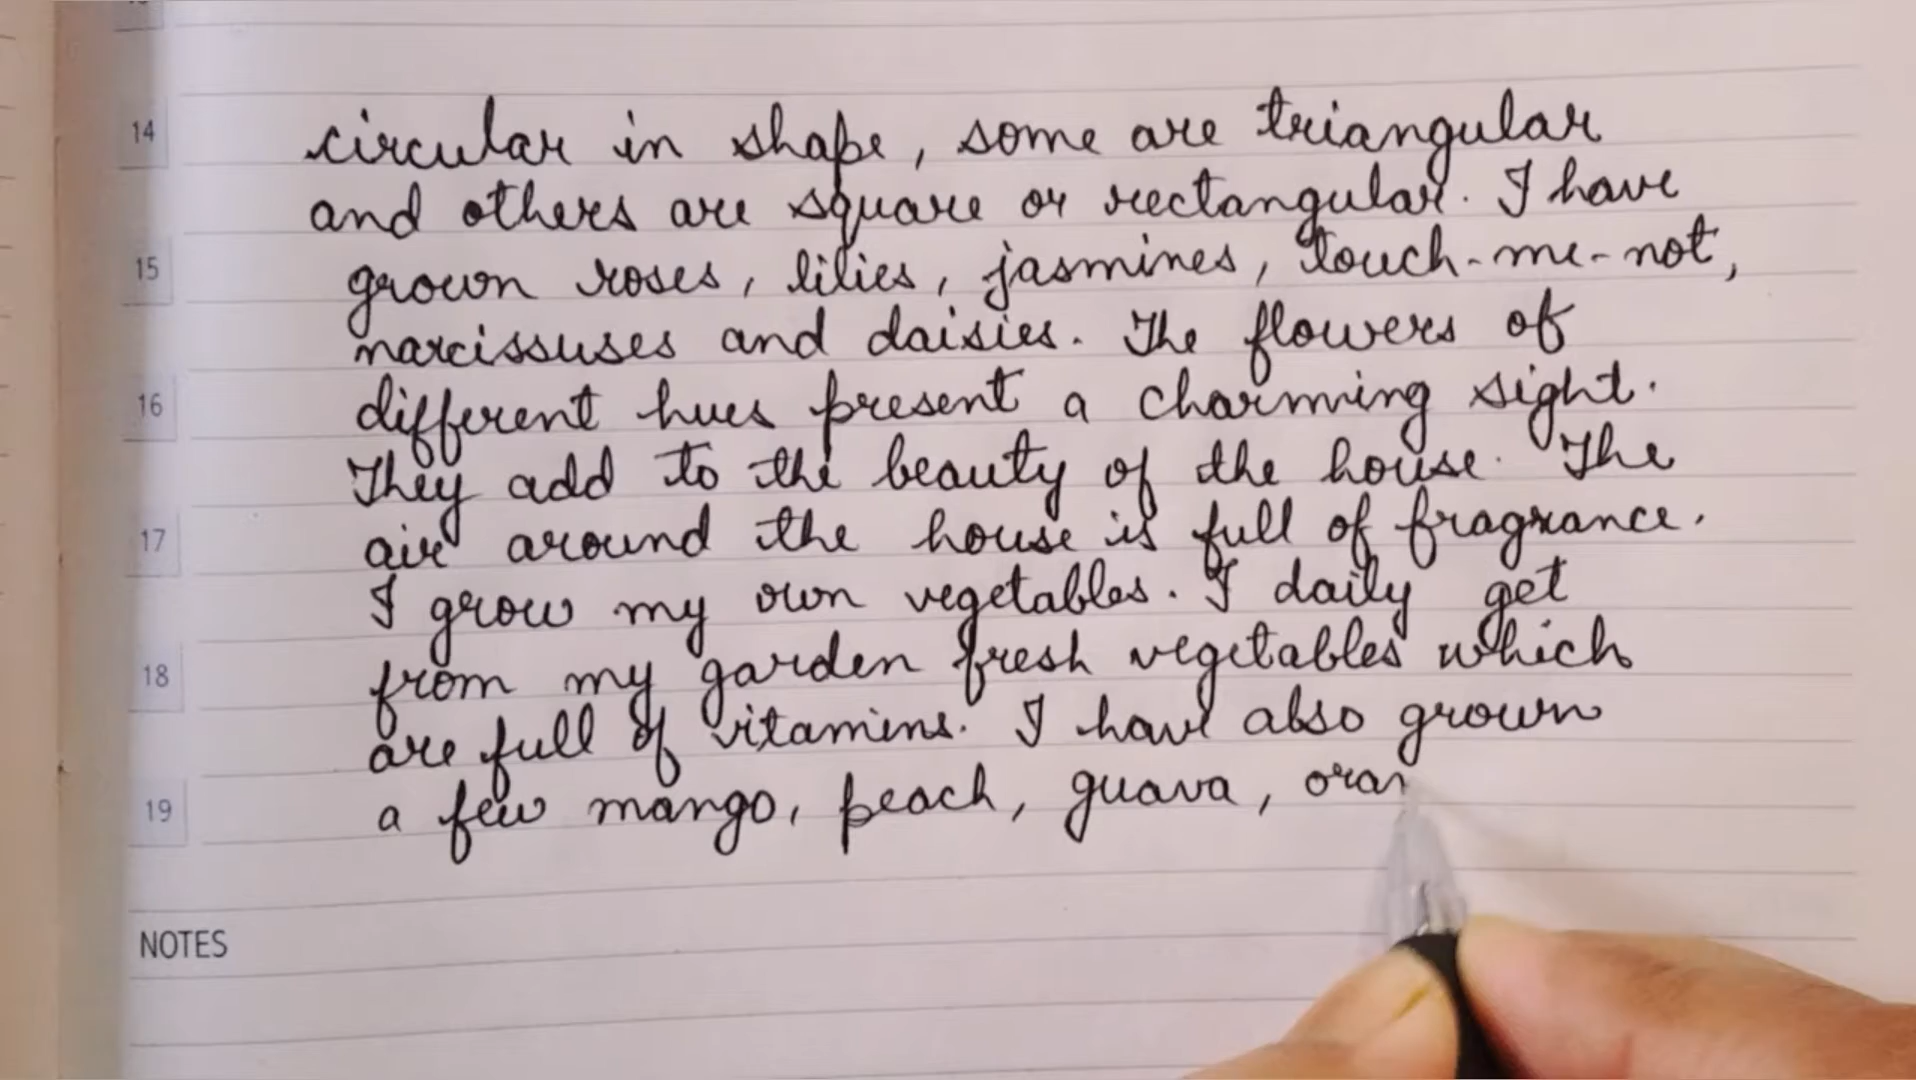 14
circular in shape, some are triangular
and others are square or rectangular. I have
15
grown roses, lilies, jasmines, touch-me-not,
narcissuses and daisies. The flowers of
16
different hues present a charming sight.
They add to the beauty of the house. The
17
air around the house is full of fragrance.
I grow my own vegetables. I daily get
18
from my garden fresh vegetables which
are full of vitamins. I have also grown
19
a few mango, peach, guava, oran
NOTES